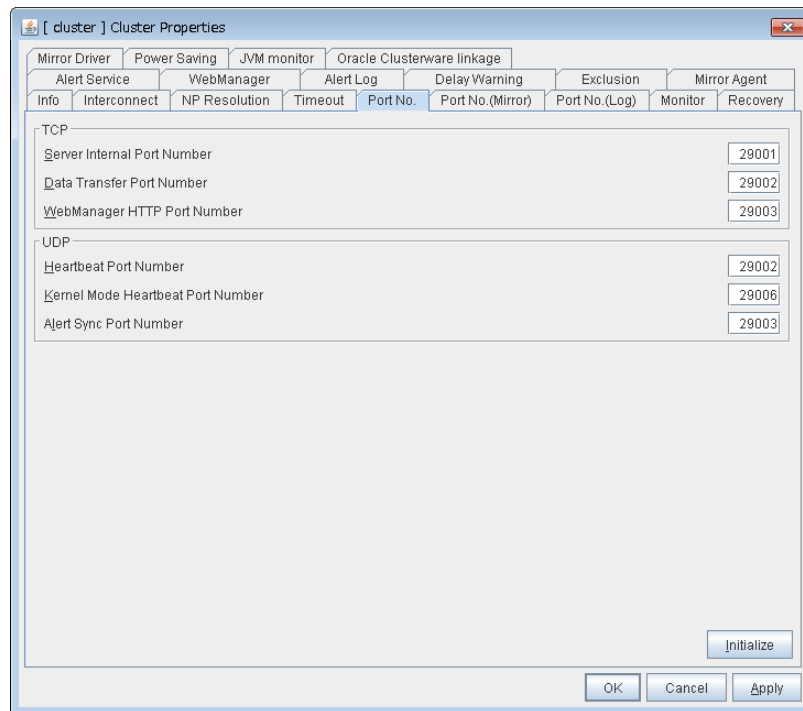 [ cluster ] Cluster Properties
Mirror Driver Power Saving JVM monitor Oracle Clusterware linkage
Alert Service WebManager Alert Log Delay Warning Exclusion Mirror Agent
Info Interconnect NP Resolution Timeout Port No. Port No.(Mirror) Port No.(Log) Monitor Recovery
TCP
Server Internal Port Number 29001
Data Transfer Port Number 29002
WebManager HTTP Port Number 29003
UDP
Heartbeat Port Number 29002
Kernel Mode Heartbeat Port Number 29006
Alert Sync Port Number 29003
Initialize
OK Cancel Apply